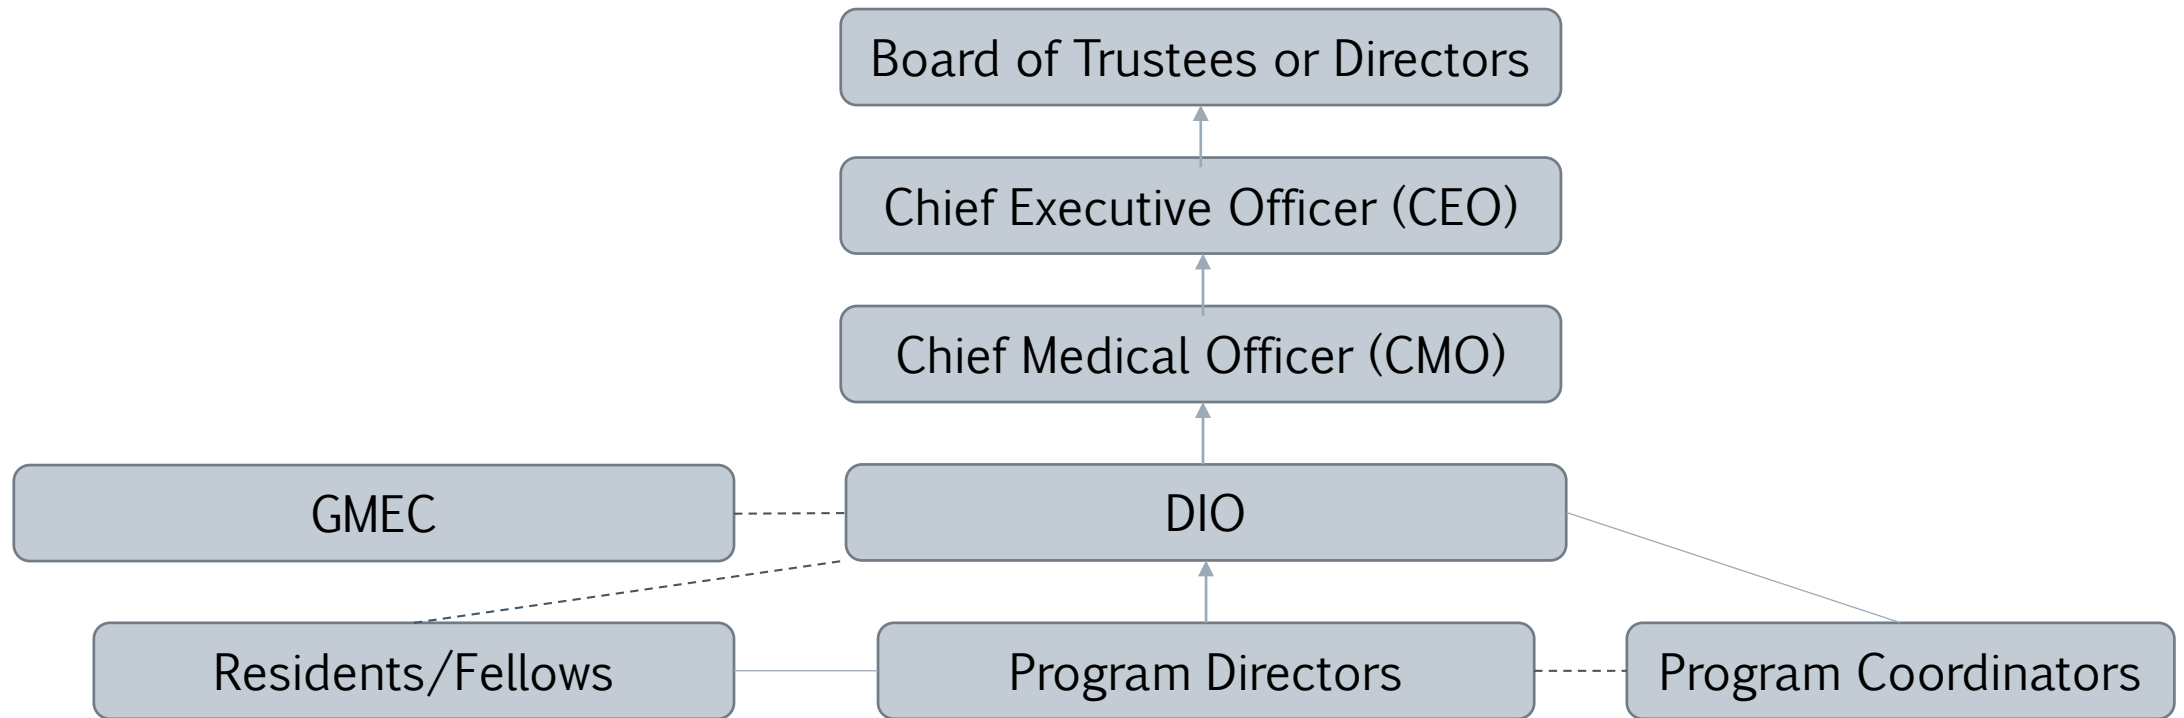 Board of Trustees or Directors
Chief Executive Officer (CEO)
Chief Medical Officer (CMO)
GMEC
DIO
Residents/Fellows
Program Directors
Program Coordinators